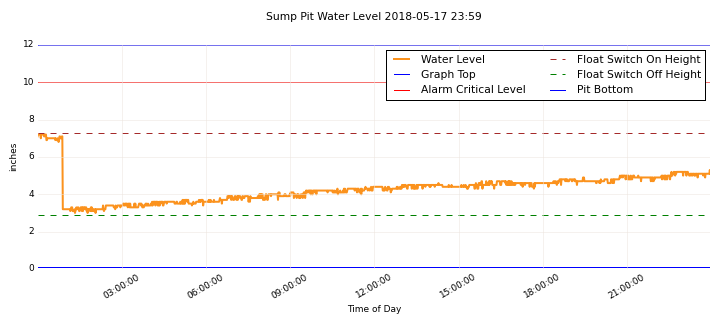 Sump Pit Water Level 2018-05-17 23:59
12
10
8
6
4
2
0
inches
Water Level
Graph Top
Alarm Critical Level
Float Switch On Height
Float Switch Off Height
Pit Bottom
03:00:00
06:00:00
09:00:00
12:00:00
15:00:00
18:00:00
21:00:00
Time of Day